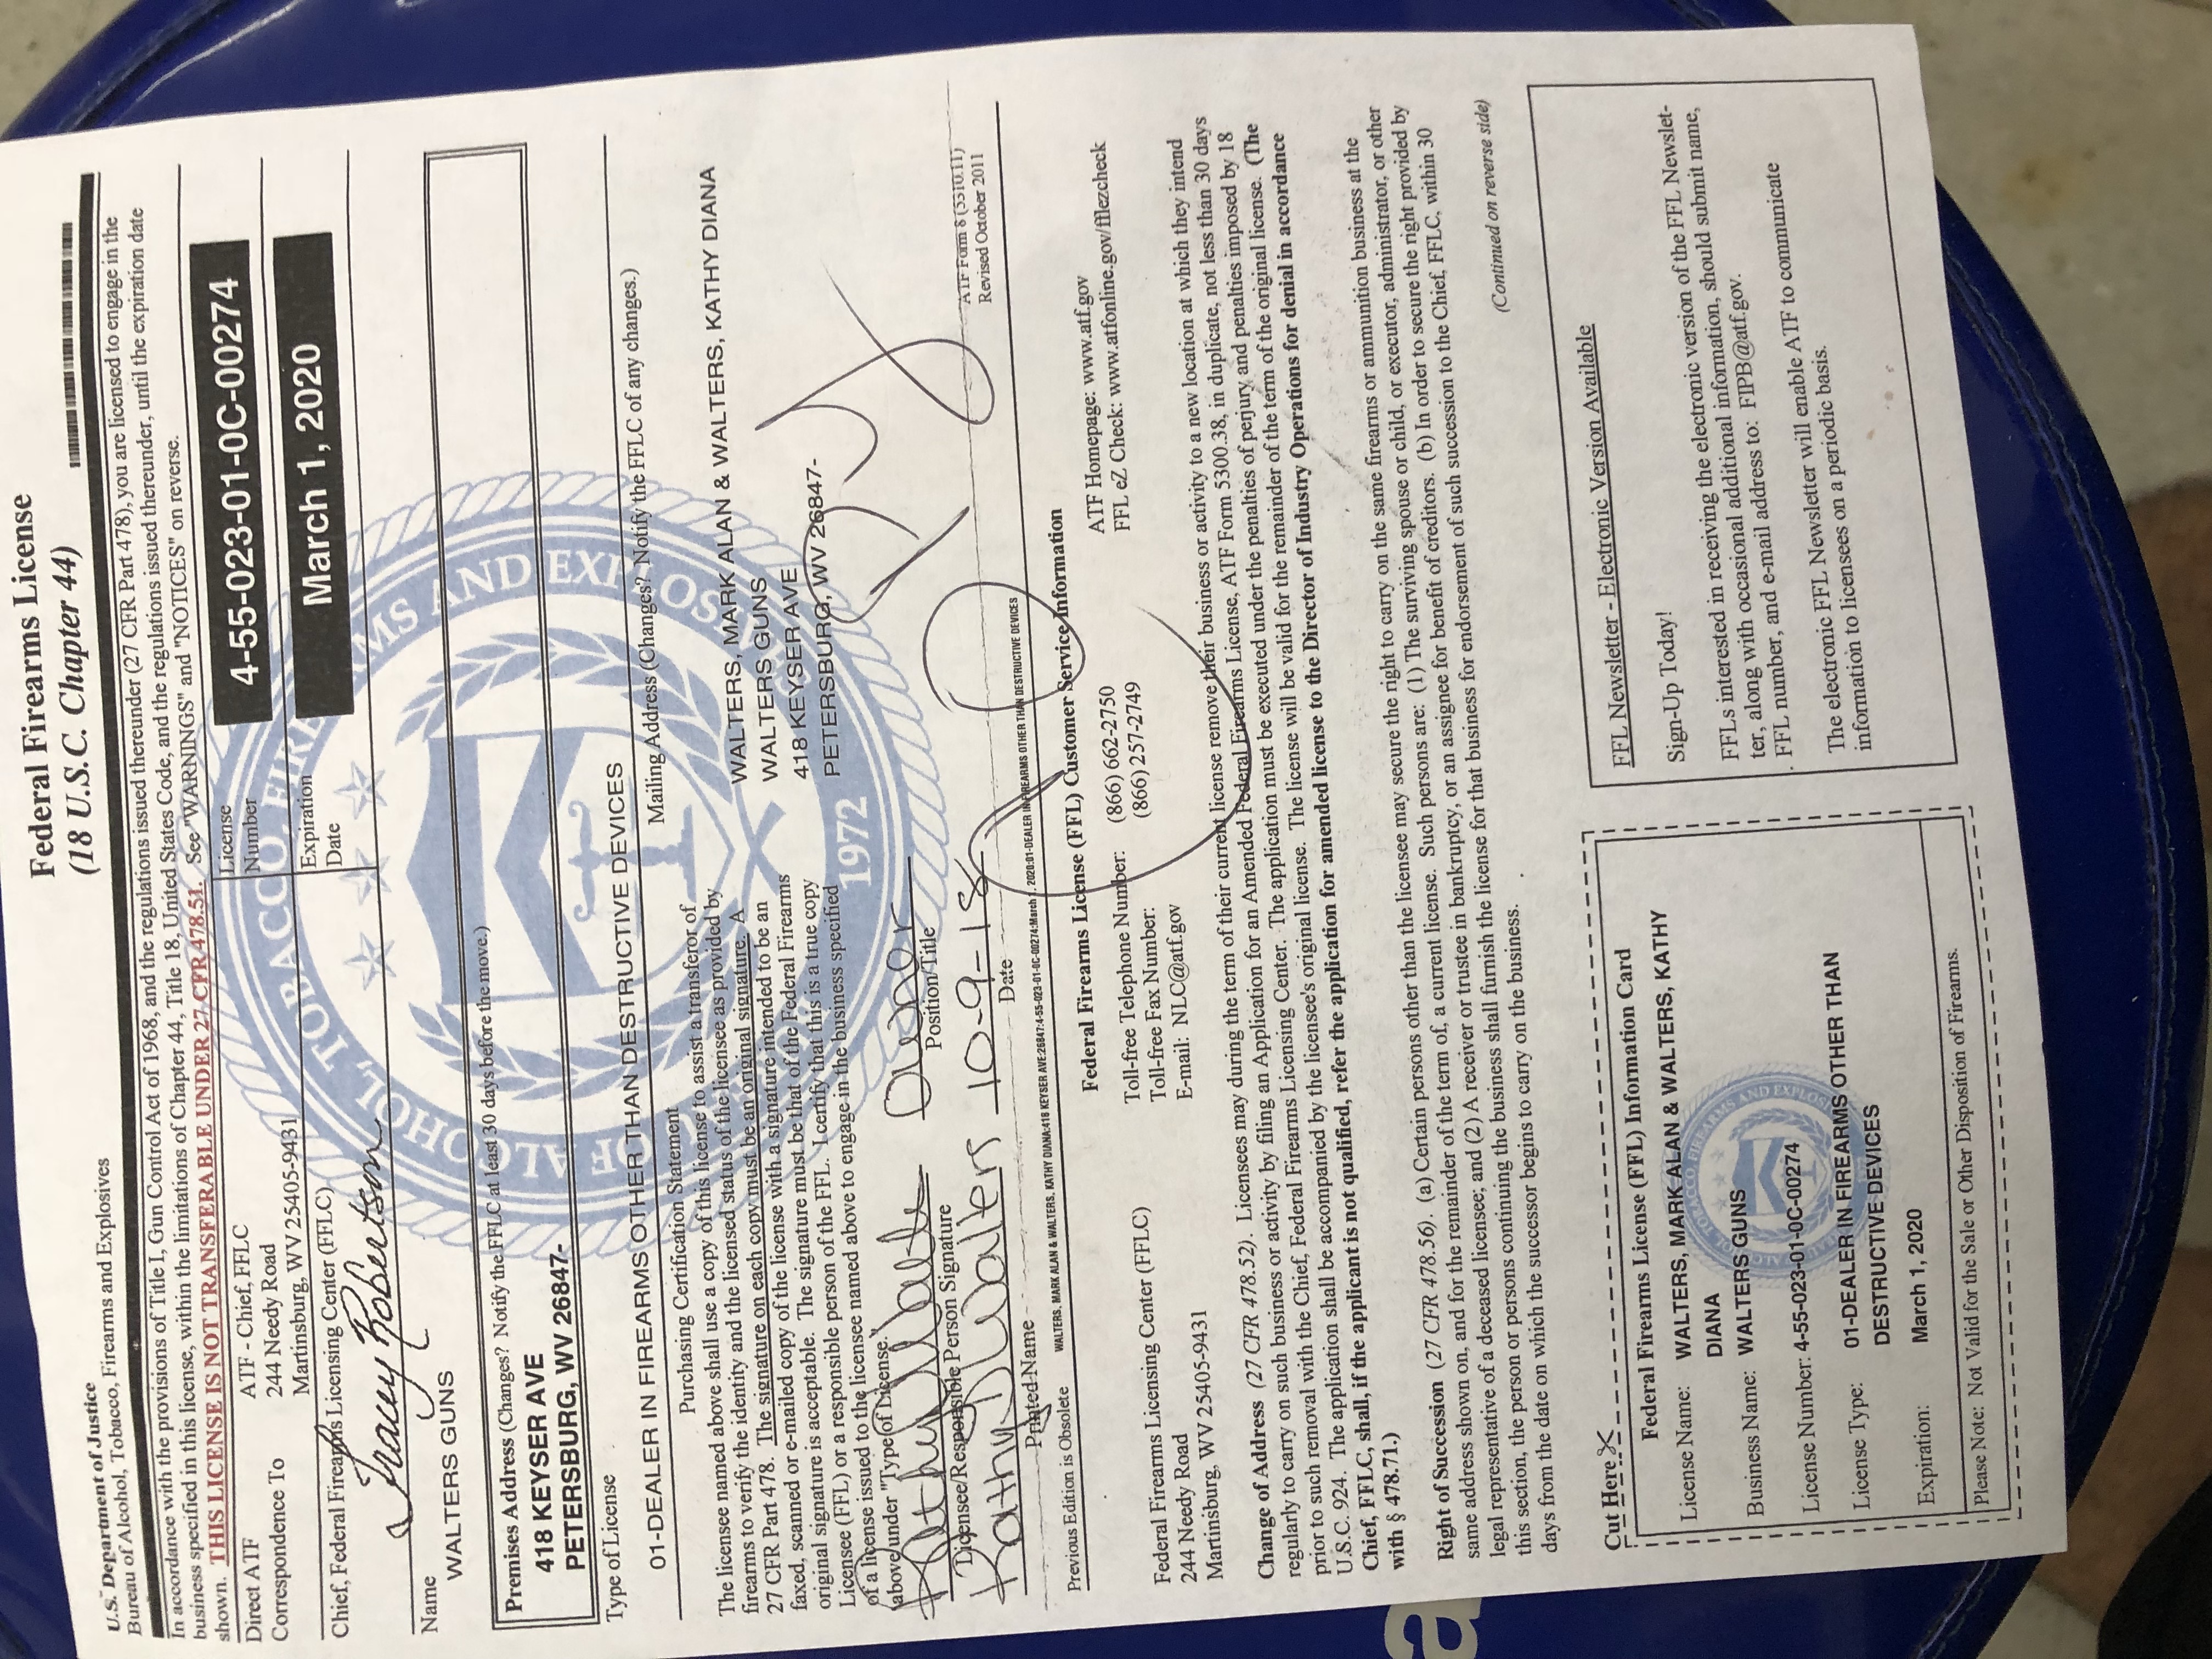 Federal Firearms License
(18 U.S.C. Chapter 44)
U.S. Department of Justice
Bureau of Alcohol, Tobacco, Firearms and Explosives
In accordance with the provisions of Title I, Gun Control Act of 1968, and the regulations issued thereunder (27 CFR Part 478), you are licensed to engage in the
business specified in this license, within the limitations of Chapter 44, Title 18, United States Code, and the regulations issued thereunder, until the expiration date
shown. THIS LICENSE IS NOT TRANSFERABLE UNDER 27 CFR 478.51. See "WARNINGS" and "NOTICES" on reverse.
Direct ATF
Correspondence To
ATF - Chief, FFLC
244 Needy Road
Martinsburg, WV 25405-9431
License
Number
4-55-023-01-0C-00274
Expiration
Date
March 1, 2020
Chief, Federal Firearms Licensing Center (FFLC)
Tracey Robertson
Name
WALTERS GUNS
Premises Address (Changes? Notify the FFLC at least 30 days before the move.)
418 KEYSER AVE
PETERSBURG, WV 26847-
Type of License
01-DEALER IN FIREARMS OTHER THAN DESTRUCTIVE DEVICES
Purchasing Certification Statement
The licensee named above shall use a copy of this license to assist a transferor of
firearms to verify the identity and the licensed status of the licensee as provided by
27 CFR Part 478. The signature on each copy must be an original signature. A
faxed, scanned or e-mailed copy of the license with a signature intended to be an
original signature is acceptable. The signature must be that of the Federal Firearms
Licensee (FFL) or a responsible person of the FFL. I certify that this is a true copy
of a license issued to the licensee named above to engage in the business specified
above under "Type of License."
Mailing Address (Changes? Notify the FFLC of any changes.)
WALTERS, MARK ALAN & WALTERS, KATHY DIANA
WALTERS GUNS
418 KEYSER AVE
PETERSBURG, WV 26847-
1972
COPY
Kathy Walte Owner
Licensee/Responsible Person Signature
Position/Title
Kathy D Walters 10-9-18
Printed Name
Date
ATF Form 8 (5310.11)
Revised October 2011
Previous Edition is Obsolete
WALTERS, MARK ALAN & WALTERS, KATHY DIANA:418 KEYSER AVE:26847:4-55-023-01-0C-00274:March 1, 2020:01-DEALER IN FIREARMS OTHER THAN DESTRUCTIVE DEVICES
Federal Firearms License (FFL) Customer Service Information
Federal Firearms Licensing Center (FFLC)
244 Needy Road
Martinsburg, WV 25405-9431
Toll-free Telephone Number: (866) 662-2750
Toll-free Fax Number: (866) 257-2749
E-mail: NLC@atf.gov
ATF Homepage: www.atf.gov
FFL eZ Check: www.atfonline.gov/fflezcheck
Change of Address (27 CFR 478.52). Licensees may during the term of their current license remove their business or activity to a new location at which they intend
regularly to carry on such business or activity by filing an Application for an Amended Federal Firearms License, ATF Form 5300.38, in duplicate, not less than 30 days
prior to such removal with the Chief, Federal Firearms Licensing Center. The application must be executed under the penalties of perjury and penalties imposed by 18
U.S.C. 924. The application shall be accompanied by the licensee's original license. The license will be valid for the remainder of the term of the original license. (The
Chief, FFLC, shall, if the applicant is not qualified, refer the application for amended license to the Director of Industry Operations for denial in accordance
with § 478.71.)
Right of Succession (27 CFR 478.56). (a) Certain persons other than the licensee may secure the right to carry on the same firearms or ammunition business at the
same address shown on, and for the remainder of the term of, a current license. Such persons are: (1) The surviving spouse or child, or executor, administrator, or other
legal representative of a deceased licensee; and (2) A receiver or trustee in bankruptcy, or an assignee for benefit of creditors. (b) In order to secure the right provided by
this section, the person or persons continuing the business shall furnish the license for that business for endorsement of such succession to the Chief, FFLC, within 30
days from the date on which the successor begins to carry on the business.
(Continued on reverse side)
Cut Here
Federal Firearms License (FFL) Information Card
License Name: WALTERS, MARK ALAN & WALTERS, KATHY
DIANA
Business Name: WALTERS GUNS
License Number: 4-55-023-01-0C-00274
License Type: 01-DEALER IN FIREARMS OTHER THAN
DESTRUCTIVE DEVICES
Expiration: March 1, 2020
Please Note: Not Valid for the Sale or Other Disposition of Firearms.
FFL Newsletter - Electronic Version Available
Sign-Up Today!
FFLs interested in receiving the electronic version of the FFL Newslet-
ter, along with occasional additional information, should submit name,
FFL number, and e-mail address to: FIPB@atf.gov.
The electronic FFL Newsletter will enable ATF to communicate
information to licensees on a periodic basis.
a